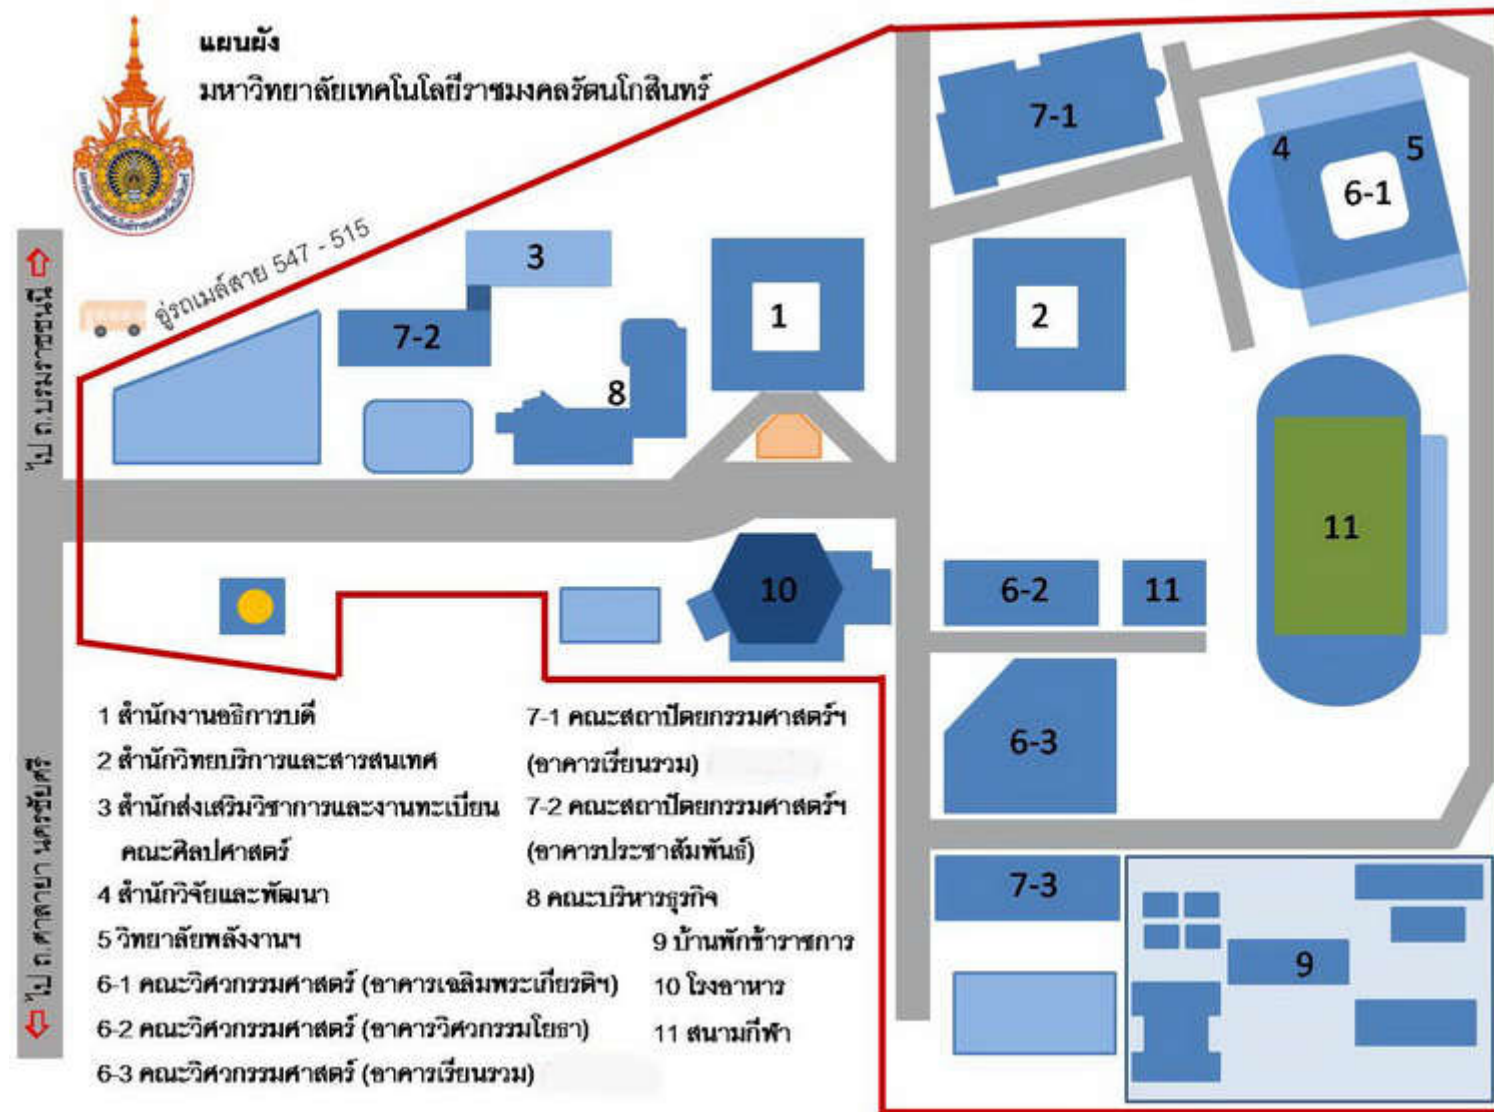 แผนผัง
มหาวิทยาลัยเทคโนโลยีราชมงคลรัตนโกสินทร์
อู่รถเมล์สาย 547 - 515
ไป ถ.บรมราชชนนี
ไป ถ.ศาลายา นครชัยศรี
7-1
4
5
6-1
3
7-2
8
1
2
11
10
6-2
11
6-3
7-3
9
1 สำนักงานอธิการบดี
2 สำนักวิทยบริการและสารสนเทศ
3 สำนักส่งเสริมวิชาการและงานทะเบียน
คณะศิลปศาสตร์
4 สำนักวิจัยและพัฒนา
5 วิทยาลัยพลังงานฯ
6-1 คณะวิศวกรรมศาสตร์ (อาคารเฉลิมพระเกียรติฯ)
6-2 คณะวิศวกรรมศาสตร์ (อาคารวิศวกรรมโยธา)
6-3 คณะวิศวกรรมศาสตร์ (อาคารเรียนรวม)
7-1 คณะสถาปัตยกรรมศาสตร์ฯ
(อาคารเรียนรวม)
7-2 คณะสถาปัตยกรรมศาสตร์ฯ
(อาคารประชาสัมพันธ์)
8 คณะบริหารธุรกิจ
9 บ้านพักข้าราชการ
10 โรงอาหาร
11 สนามกีฬา